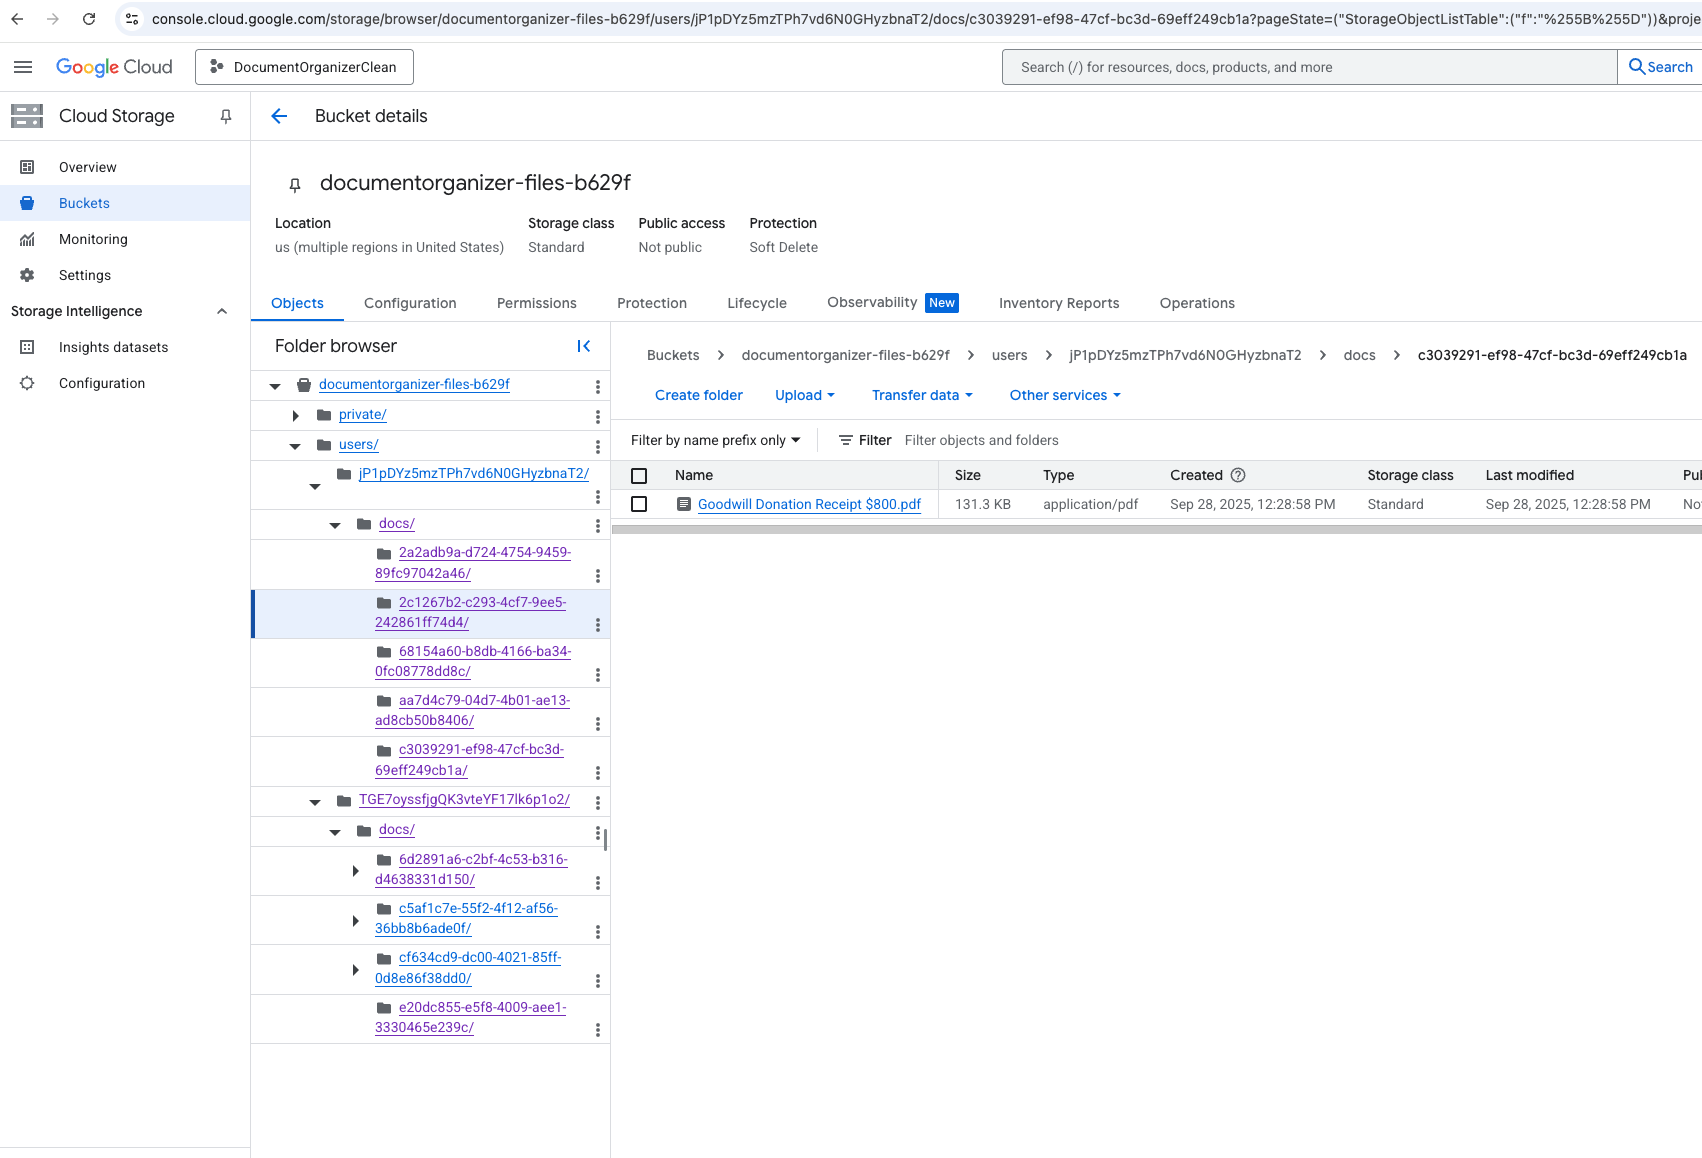 console.cloud.google.com/storage/browser/documentorganizer-files-b629f/users/jP1pDYz5mzTPh7vd6N0GHyzbnaT2/docs/c3039291-ef98-47cf-bc3d-69eff249cb1a?pageState=("StorageObjectListTable":("f":"%255B%255D"))&proje
Google Cloud
DocumentOrganizerClean
Search (/) for resources, docs, products, and more
Search
Cloud Storage
Bucket details
Overview
Buckets
Monitoring
Settings
Storage Intelligence
Insights datasets
Configuration
documentorganizer-files-b629f
Location Storage class Public access Protection
us (multiple regions in United States) Standard Not public Soft Delete
Objects Configuration Permissions Protection Lifecycle Observability New Inventory Reports Operations
Folder browser
documentorganizer-files-b629f
private/
users/
jP1pDYz5mzTPh7vd6N0GHyzbnaT2/
docs/
2a2adb9a-d724-4754-9459-
89fc97042a46/
2c1267b2-c293-4cf7-9ee5-
242861ff74d4/
68154a60-b8db-4166-ba34-
0fc08778dd8c/
aa7d4c79-04d7-4b01-ae13-
ad8cb50b8406/
c3039291-ef98-47cf-bc3d-
69eff249cb1a/
TGE7oyssfjgQK3vteYF17lk6p1o2/
docs/
6d2891a6-c2bf-4c53-b316-
d4638331d150/
c5af1c7e-55f2-4f12-af56-
36bb8b6ade0f/
cf634cd9-dc00-4021-85ff-
0d8e86f38dd0/
e20dc855-e5f8-4009-aee1-
3330465e239c/
Buckets documentorganizer-files-b629f users jP1pDYz5mzTPh7vd6N0GHyzbnaT2 docs c3039291-ef98-47cf-bc3d-69eff249cb1a
Create folder Upload Transfer data Other services
Filter by name prefix only Filter Filter objects and folders
Name Size Type Created Storage class Last modified Pul
Goodwill Donation Receipt $800.pdf 131.3 KB application/pdf Sep 28, 2025, 12:28:58 PM Standard Sep 28, 2025, 12:28:58 PM No